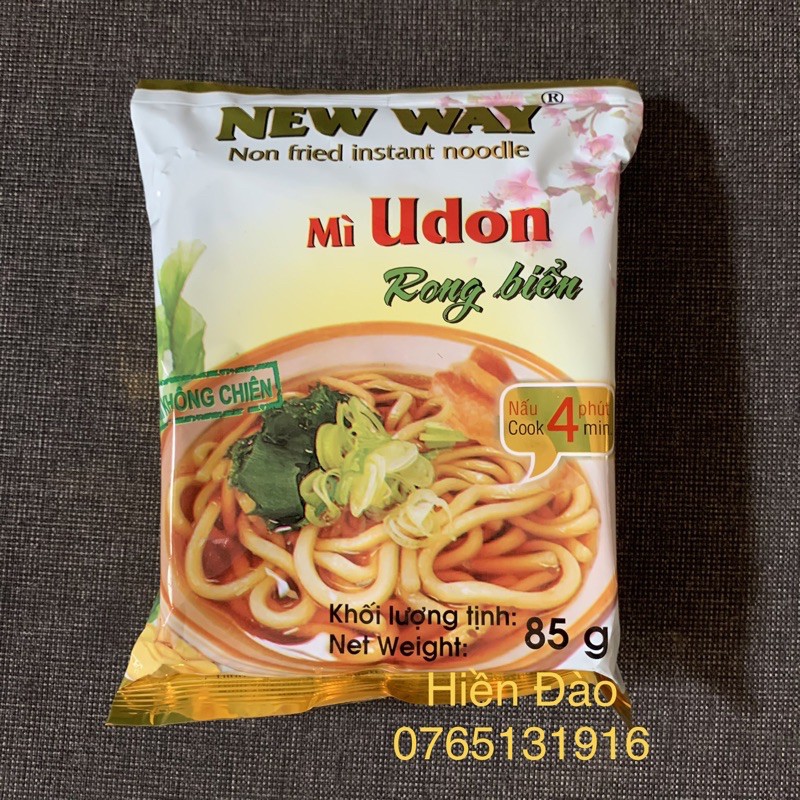 NEW WAY®
Non fried instant noodle
Mì Udon
Rong biển
KHÔNG CHIÊN
Nấu 4 phút
Cook 4 min
Khối lượng tịnh:
Net Weight: 85 g
Hiền Đào
0765131916